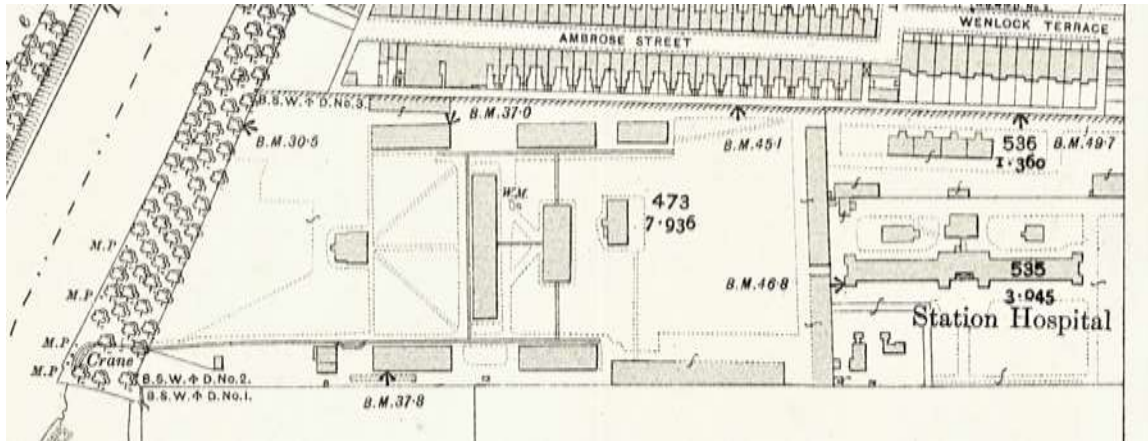 WENLOCK TERRACE
AMBROSE STREET
B.S.W.↑D.No.3.
B.M.37·0
B.M.30·5
B.M.45·1
536
1·360
B.M.49·7
W.M.
473
7·936
M.P
535
3·045
B.M.46·8
M.P
Station Hospital
M.P
Crane
M.P
B.S.W.↑D.No.2.
B.S.W.↑D.No.1.
B.M.37·8